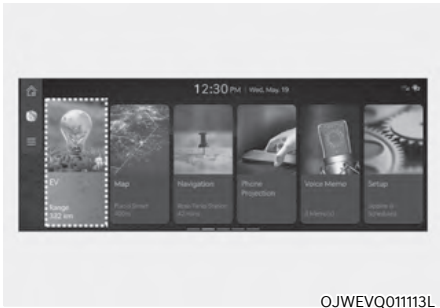 12:30 PM | Wed, May. 19
EV
Range
332 km
Map
Navigation
Phone
Projection
Voice Memo
Setup
OJWEVQ011113L